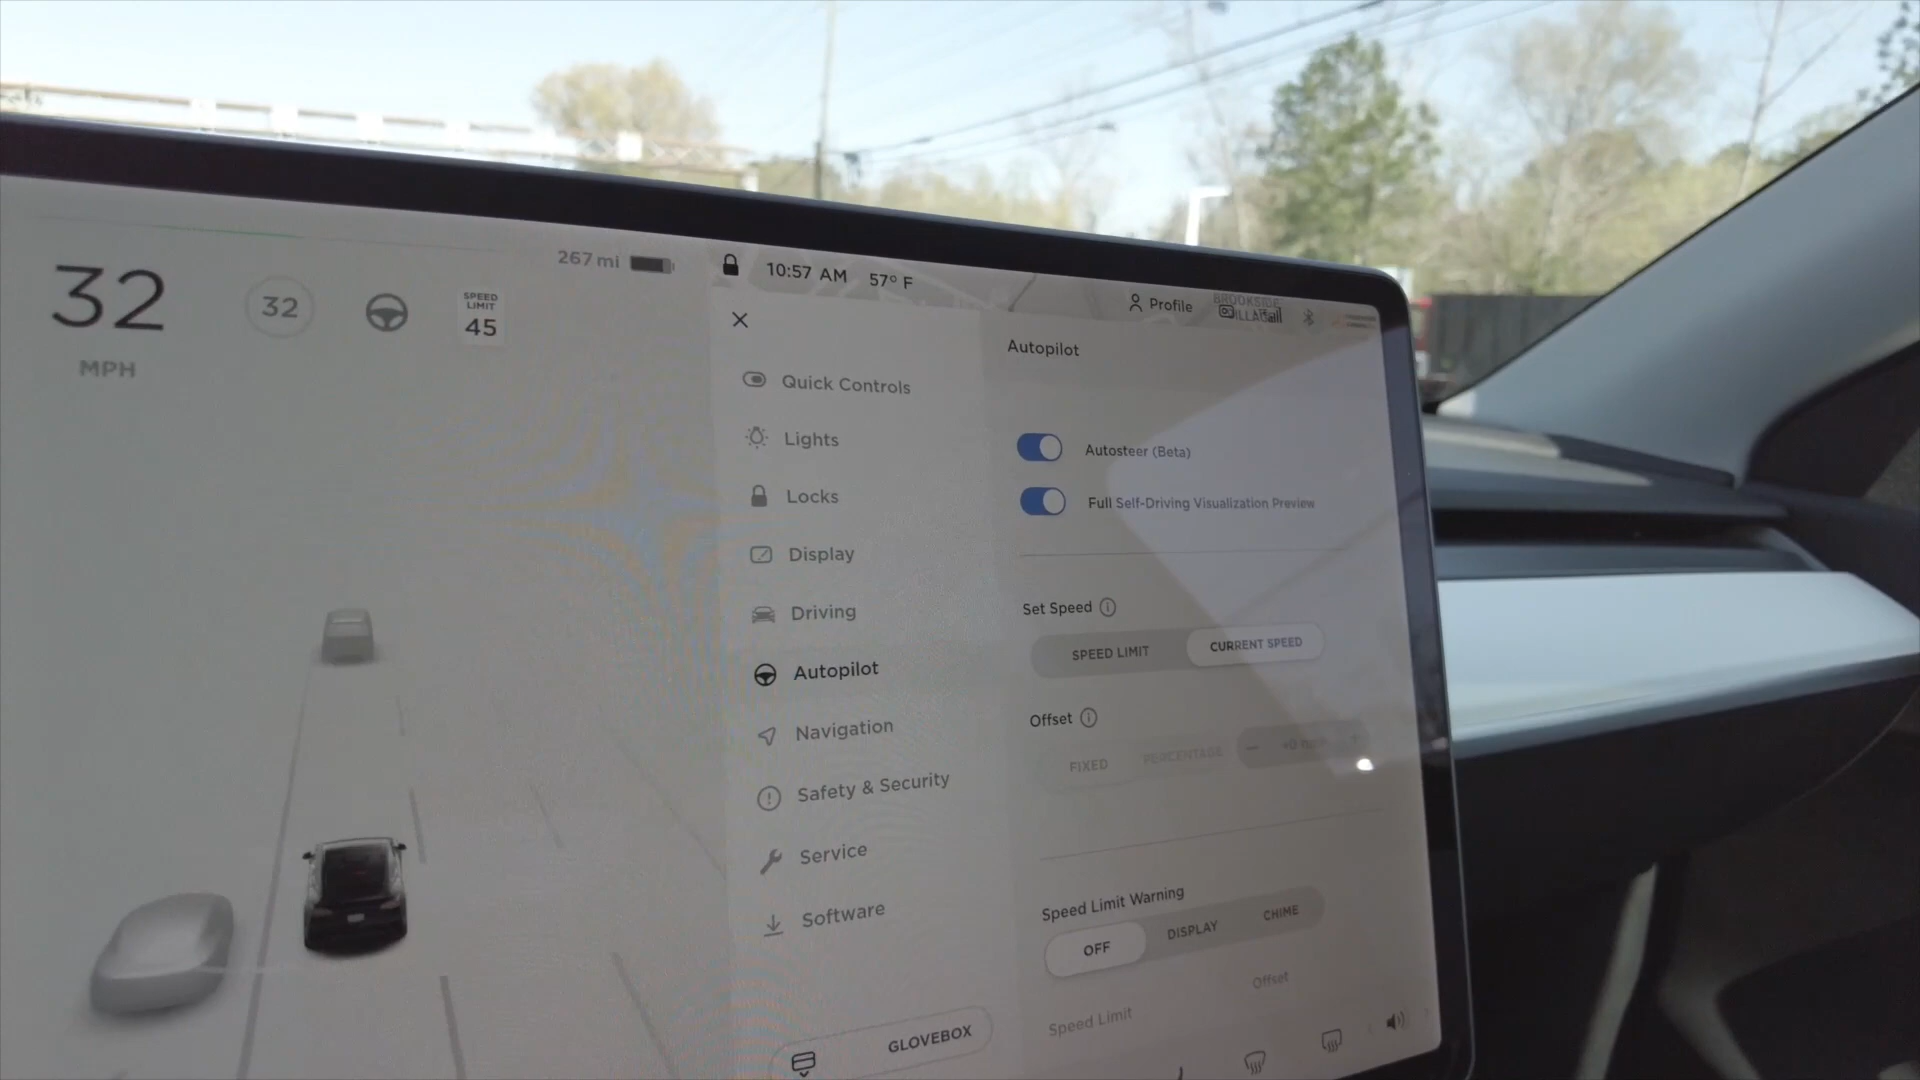 32
MPH
32
SPEED
LIMIT
45
267 mi
10:57 AM 57° F
Profile
BROOKSIDE
Quick Controls
Lights
Locks
Display
Driving
Autopilot
Navigation
Safety & Security
Service
Software
GLOVEBOX
Autopilot
Autosteer (Beta)
Full Self-Driving Visualization Preview
Set Speed
SPEED LIMIT CURRENT SPEED
Offset
FIXED PERCENTAGE
Speed Limit Warning
OFF DISPLAY CHIME
Offset
Speed Limit